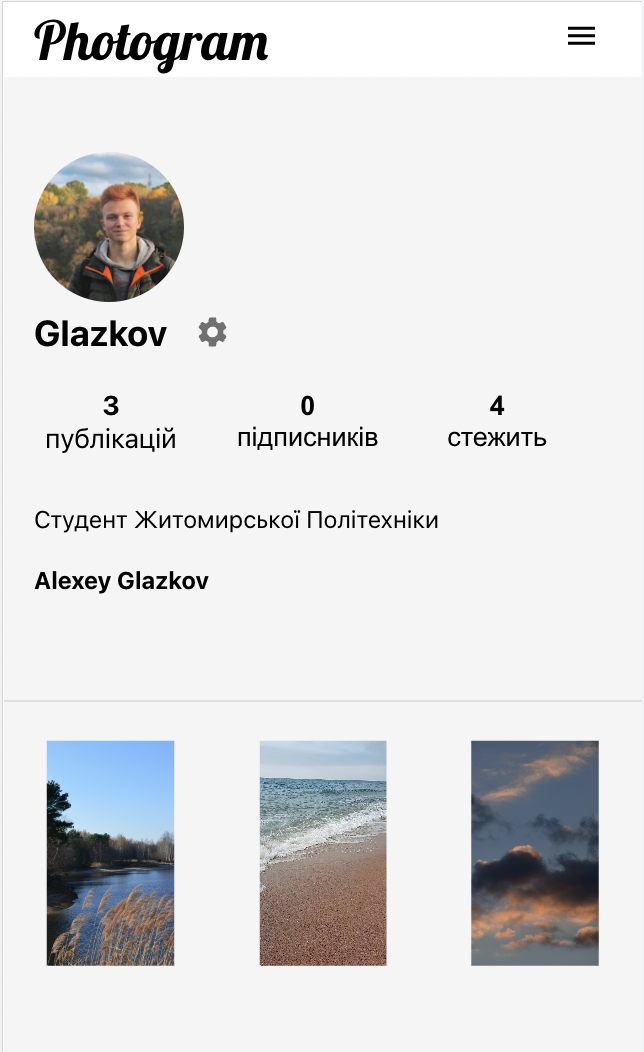 Photogram
Glazkov
3 0 4
публікацій підписників стежить
Студент Житомирської Політехніки
Alexey Glazkov